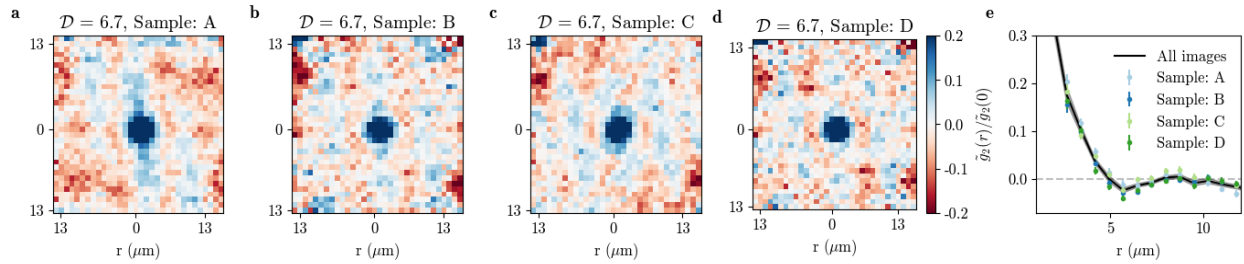 a
𝒟 = 6.7, Sample: A
13
0
13
13
0
13
r (μm)
b
𝒟 = 6.7, Sample: B
13
0
13
13
0
13
r (μm)
c
𝒟 = 6.7, Sample: C
13
0
13
13
0
13
r (μm)
d
𝒟 = 6.7, Sample: D
13
0
13
13
0
13
r (μm)
0.2
0.1
0.0
-0.1
-0.2
e
g̃₂(r)/g̃₂(0)
0.3
0.2
0.1
0.0
5
10
r (μm)
All images
Sample: A
Sample: B
Sample: C
Sample: D